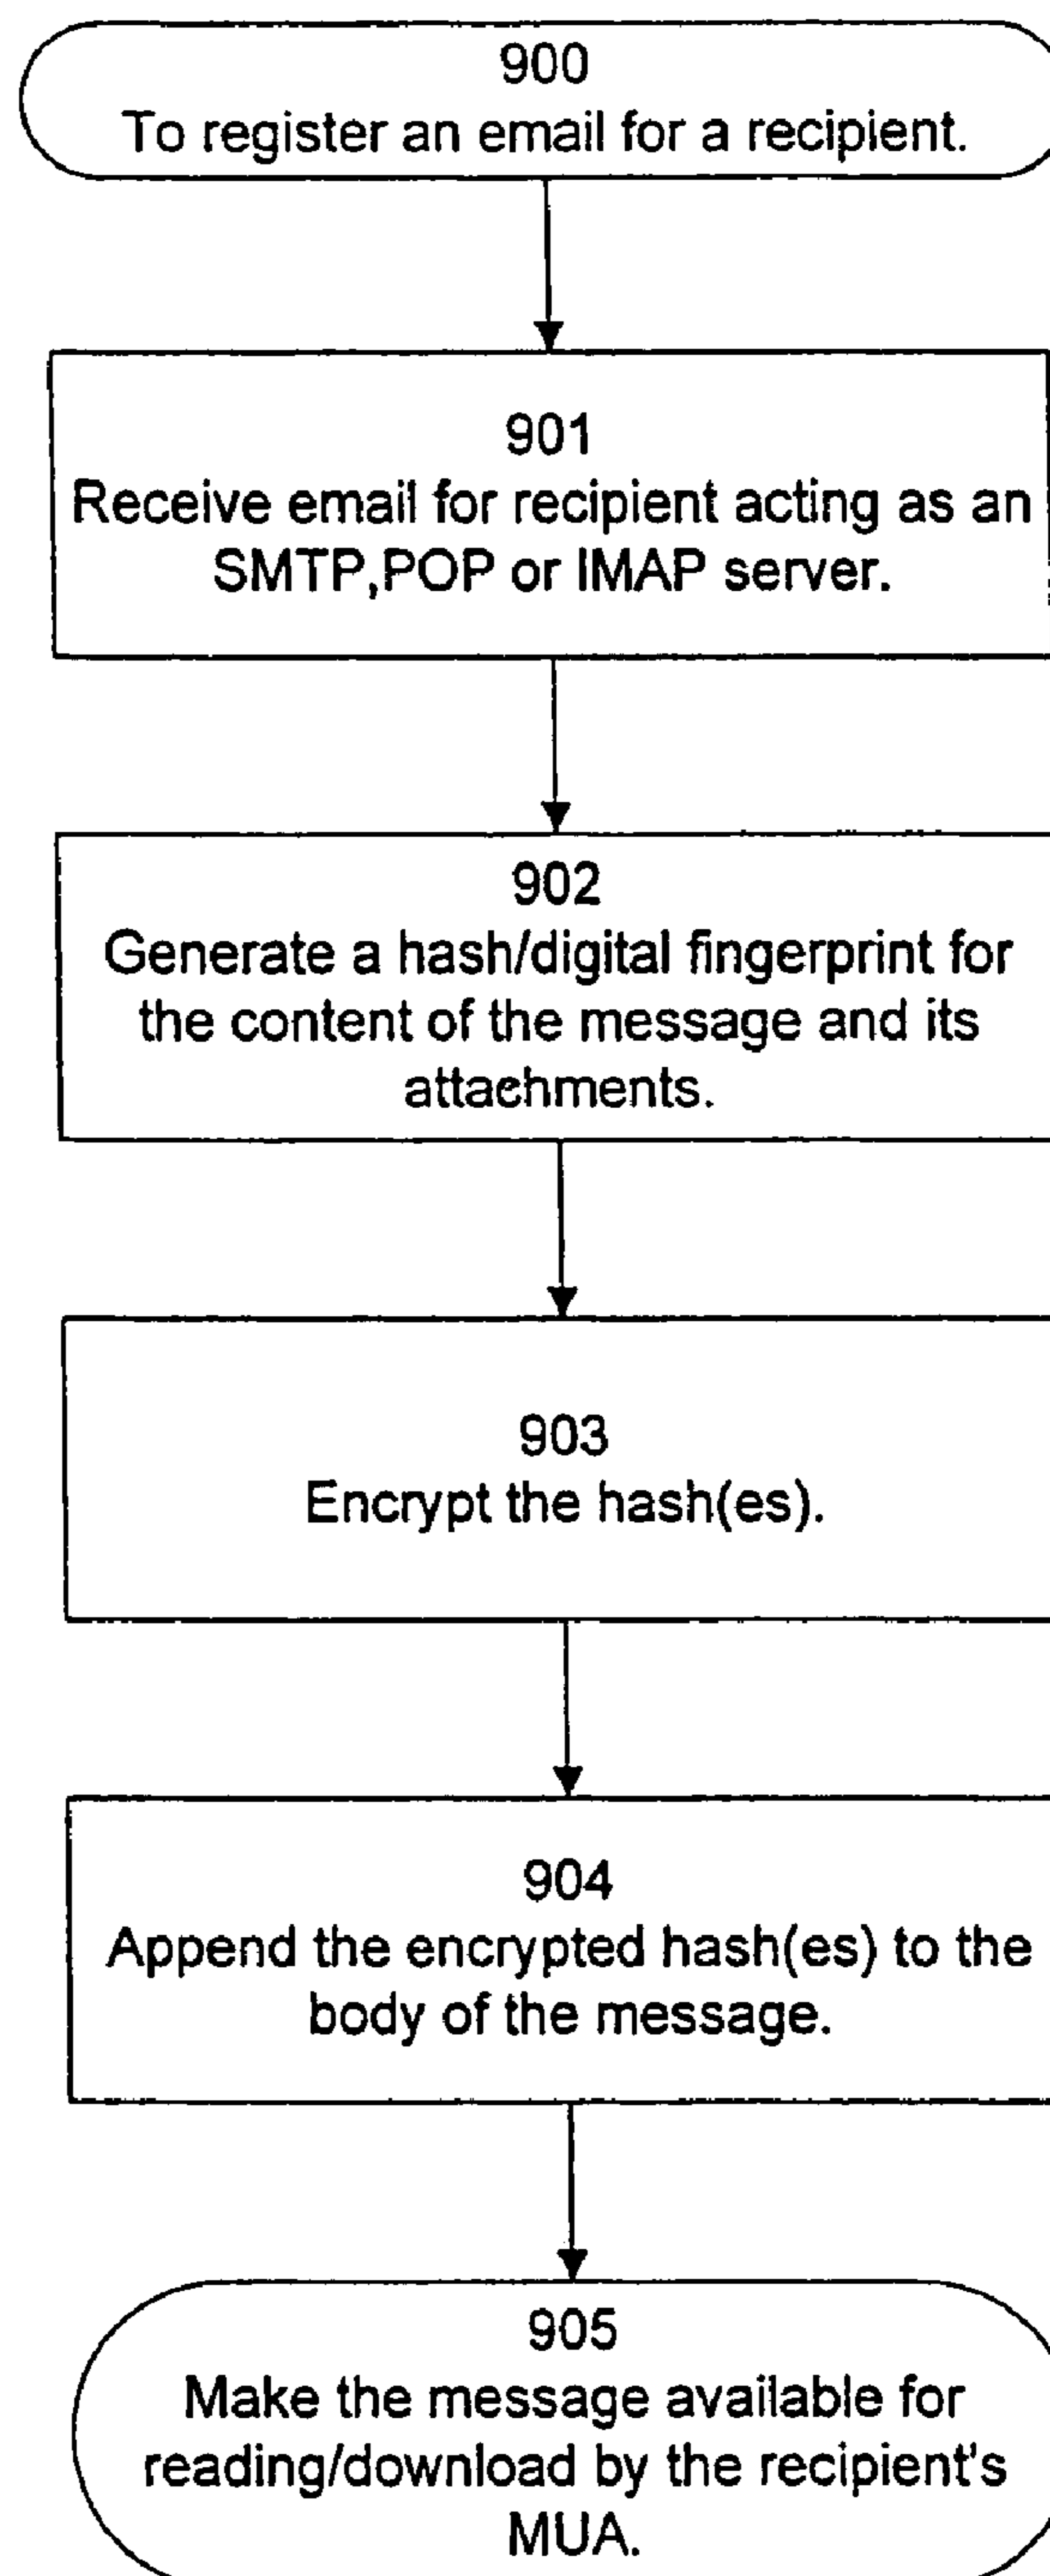 900
To register an email for a recipient.
901
Receive email for recipient acting as an
SMTP,POP or IMAP server.
902
Generate a hash/digital fingerprint for
the content of the message and its
attachments.
903
Encrypt the hash(es).
904
Append the encrypted hash(es) to the
body of the message.
905
Make the message available for
reading/download by the recipient's
MUA.